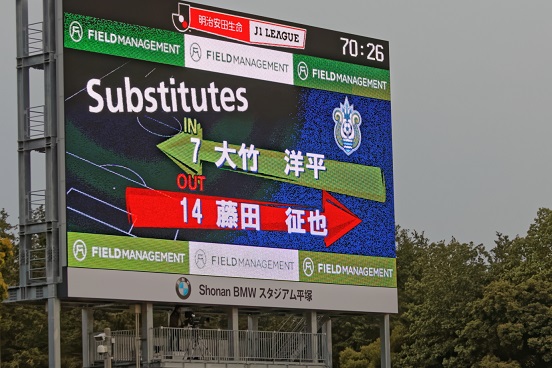 明治安田生命 J1 LEAGUE
70:26
FIELDMANAGEMENT FIELDMANAGEMENT FIELDMANAGEMENT
Substitutes
IN
7 大竹 洋平
OUT
14 藤田 征也
FIELDMANAGEMENT FIELDMANAGEMENT FIELDMANAGEMENT
Shonan BMW スタジアム平塚